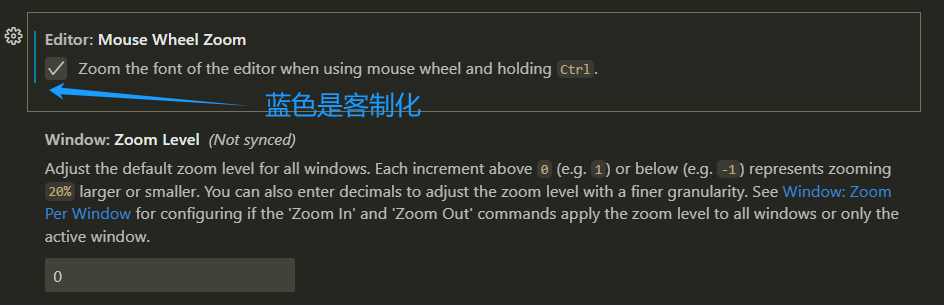 Editor: Mouse Wheel Zoom
Zoom the font of the editor when using mouse wheel and holding Ctrl.
蓝色是客制化
Window: Zoom Level (Not synced)
Adjust the default zoom level for all windows. Each increment above 0 (e.g. 1) or below (e.g. -1) represents zooming
20% larger or smaller. You can also enter decimals to adjust the zoom level with a finer granularity. See Window: Zoom
Per Window for configuring if the 'Zoom In' and 'Zoom Out' commands apply the zoom level to all windows or only the
active window.
0